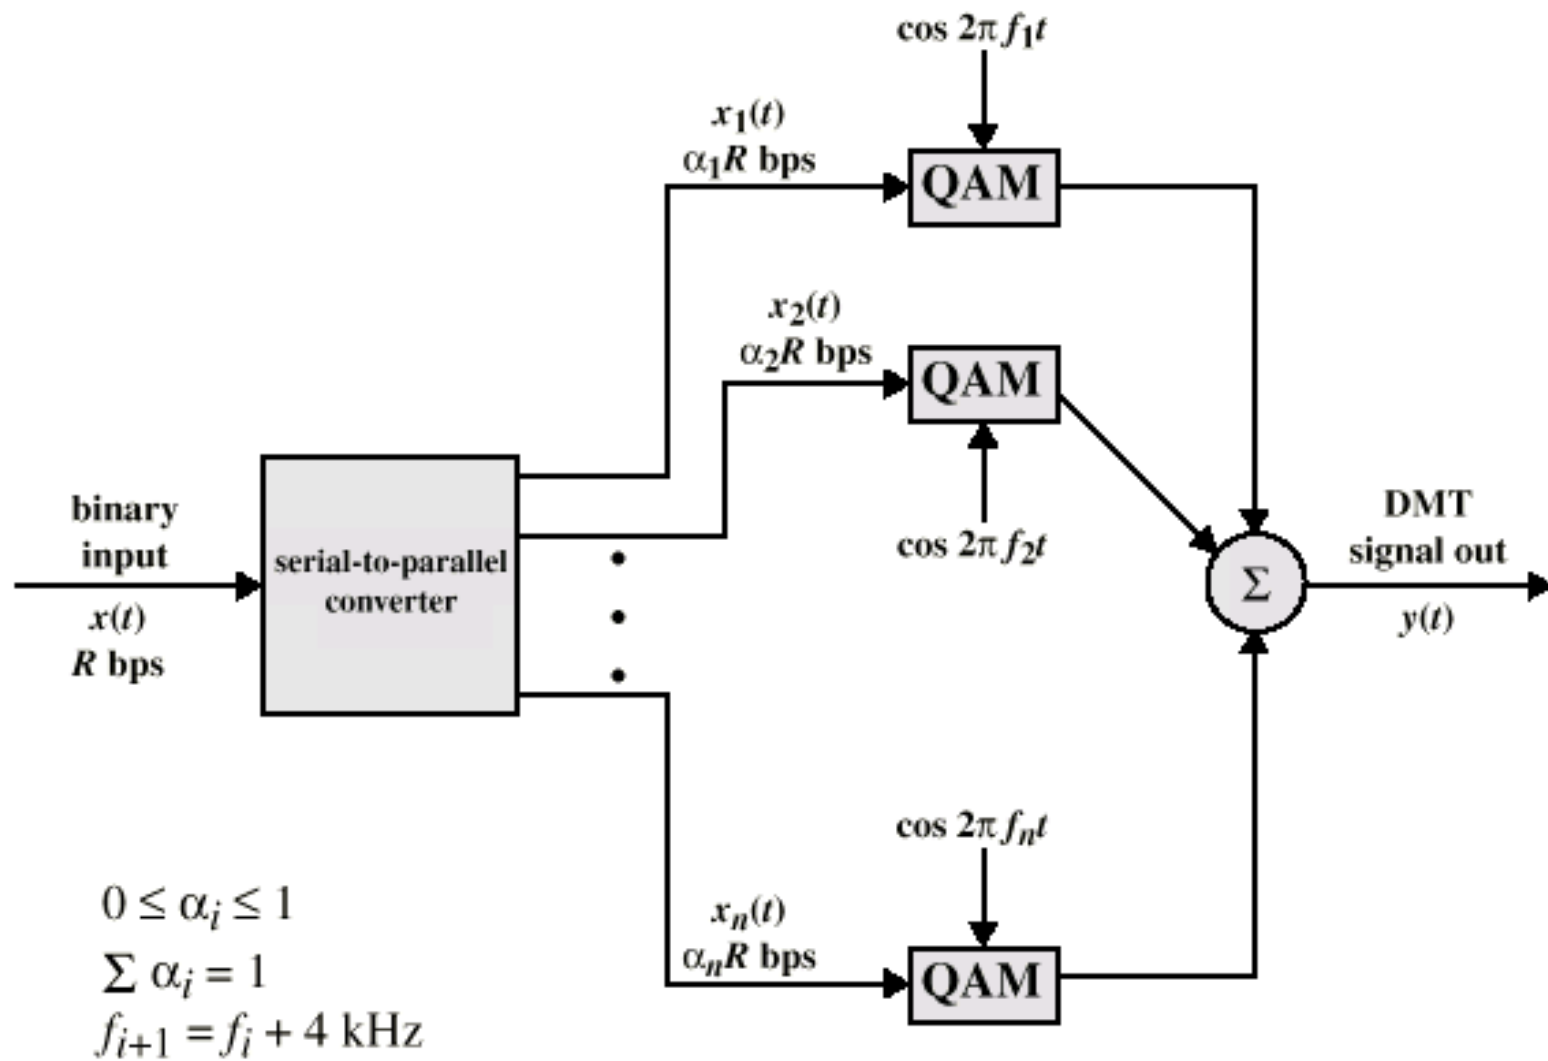 cos 2π f₁t
x₁(t)
α₁R bps
QAM
x₂(t)
α₂R bps
QAM
cos 2π f₂t
binary
input
x(t)
R bps
serial-to-parallel
converter
Σ
DMT
signal out
y(t)
cos 2π fₙt
xₙ(t)
αₙR bps
QAM
0 ≤ αᵢ ≤ 1
Σ αᵢ = 1
fᵢ₊₁ = fᵢ + 4 kHz